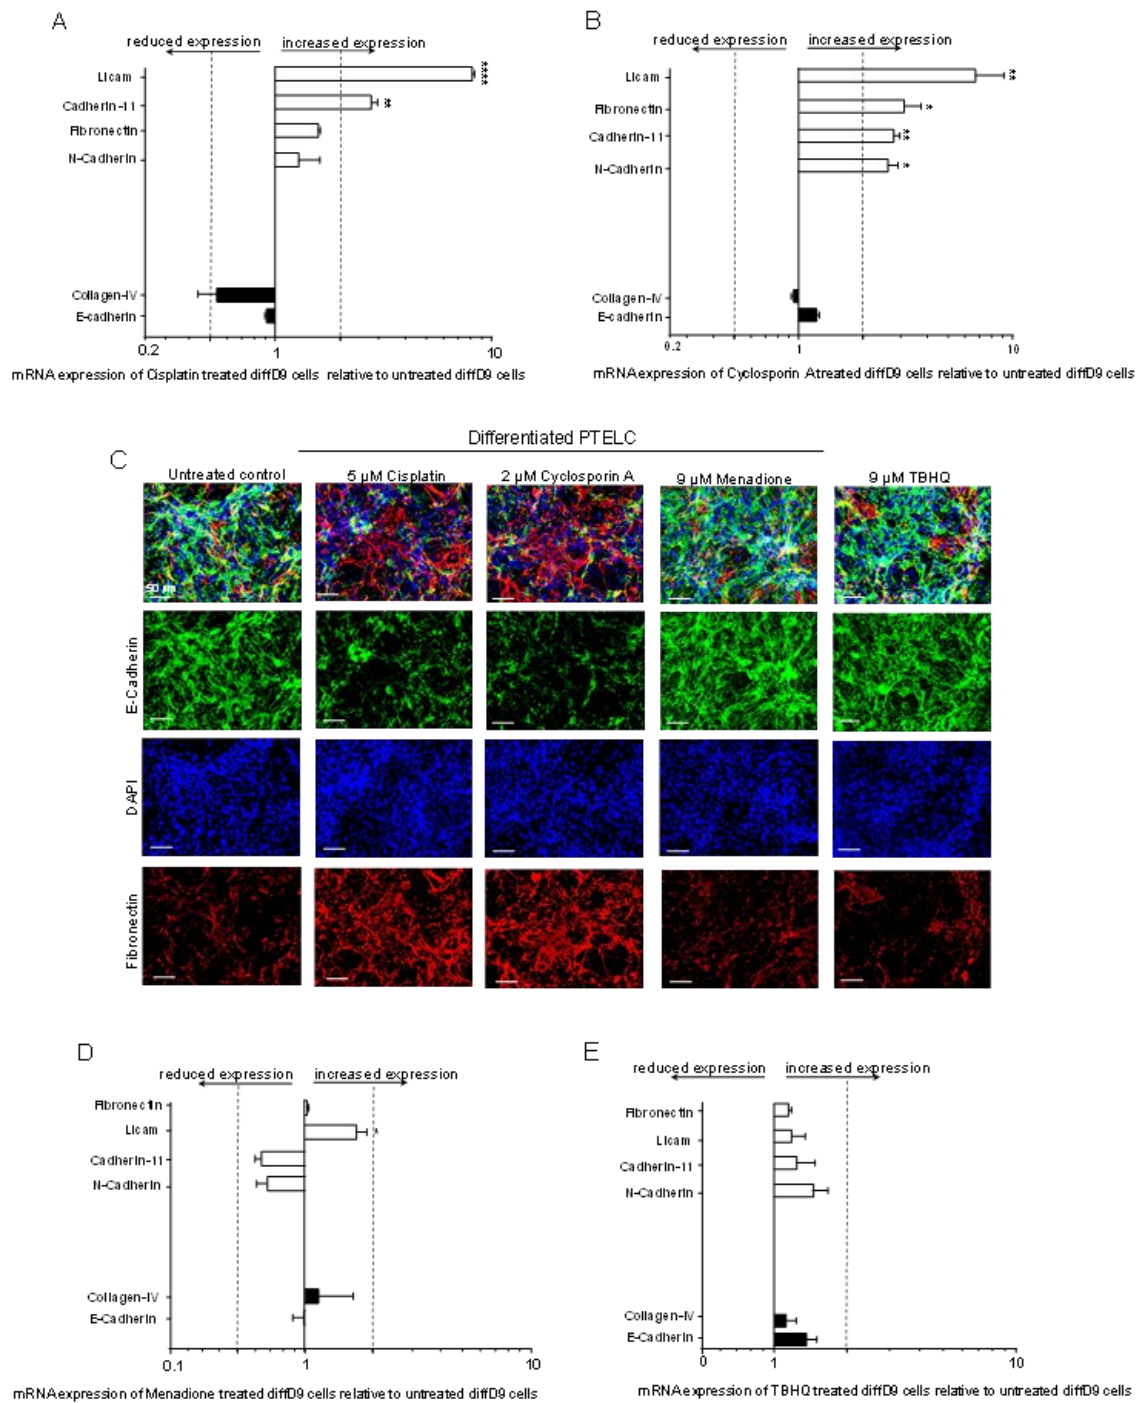 A
reduced expression
increased expression
Licam
****
Cadherin-11
**
Fibronectin
N-Cadherin
Collagen-IV
E-cadherin
0.2
1
10
mRNA expression of Cisplatin treated diffD9 cells relative to untreated diffD9 cells
B
reduced expression
increased expression
Licam
**
Fibronectin
*
Cadherin-11
**
N-Cadherin
*
Collagen-IV
E-cadherin
0.2
1
10
mRNA expression of Cyclosporin A treated diffD9 cells relative to untreated diffD9 cells
C
Differentiated PTELC
Untreated control
5 µM Cisplatin
2 µM Cyclosporin A
9 µM Menadione
9 µM TBHQ
E-Cadherin
DAPI
Fibronectin
D
reduced expression
increased expression
Fibronectin
Licam
*
Cadherin-11
N-Cadherin
Collagen-IV
E-Cadherin
0.1
1
10
mRNA expression of Menadione treated diffD9 cells relative to untreated diffD9 cells
E
reduced expression
increased expression
Fibronectin
Licam
Cadherin-11
N-Cadherin
Collagen-IV
E-Cadherin
0
1
10
mRNA expression of TBHQ treated diffD9 cells relative to untreated diffD9 cells